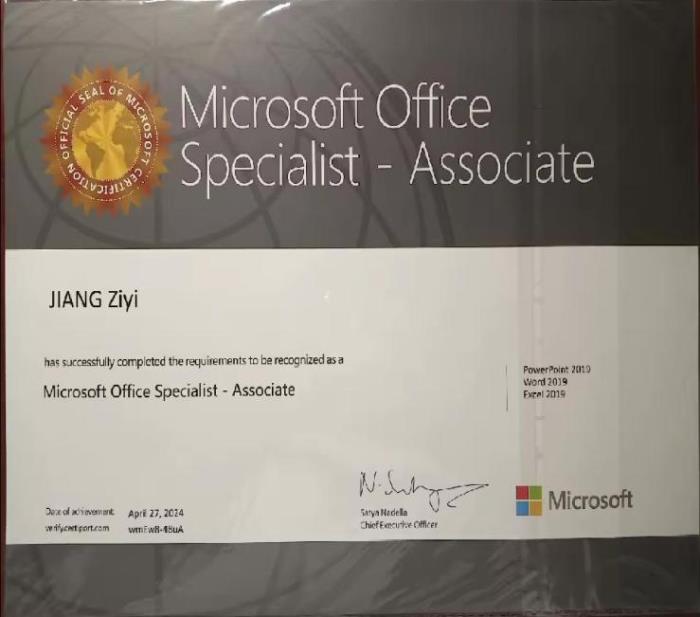 OFFICIAL SEAL OF MICROSOFT CERTIFICATION
Microsoft Office
Specialist - Associate
JIANG Ziyi
has successfully completed the requirements to be recognized as a
Microsoft Office Specialist - Associate
PowerPoint 2019
Word 2019
Excel 2019
Date of achievement: April 27, 2024
verify.certiport.com
Satya Nadella
Chief Executive Officer
Microsoft